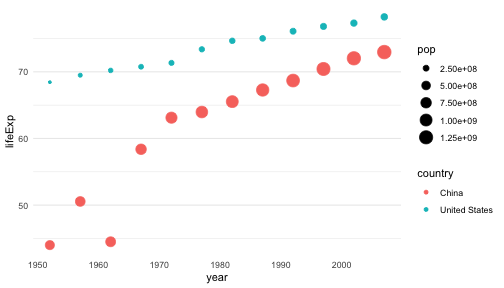 lifeExp
70
60
50
1950 1960 1970 1980 1990 2000
year
pop
2.50e+08
5.00e+08
7.50e+08
1.00e+09
1.25e+09
country
China
United States